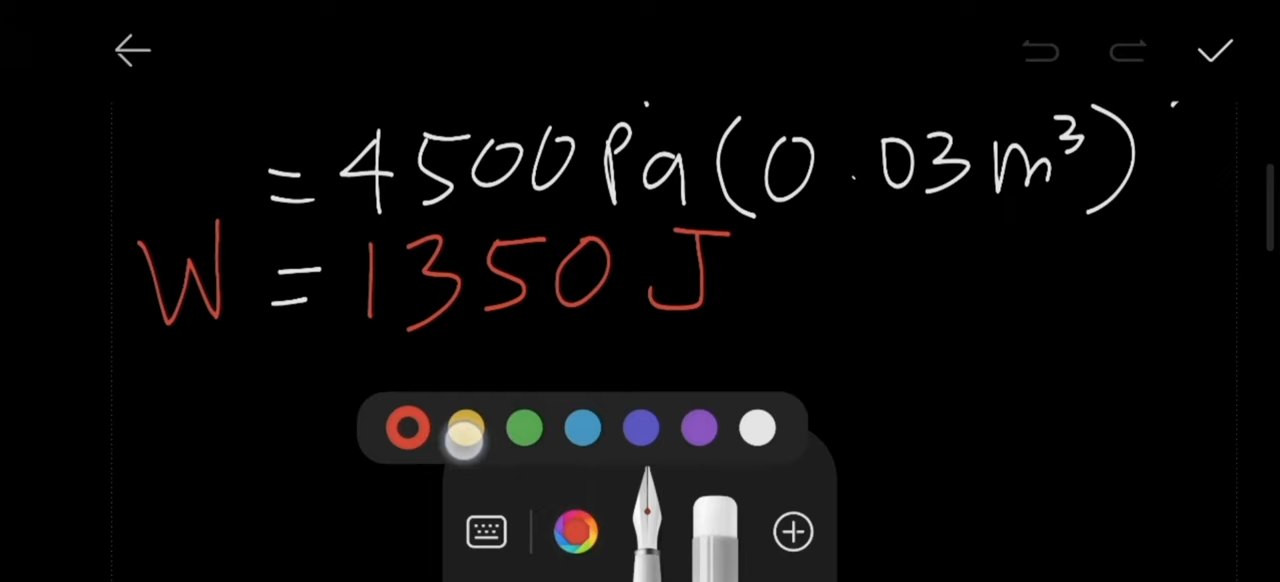 = 4500 Pa (0.03 m³)
W = 1350 J